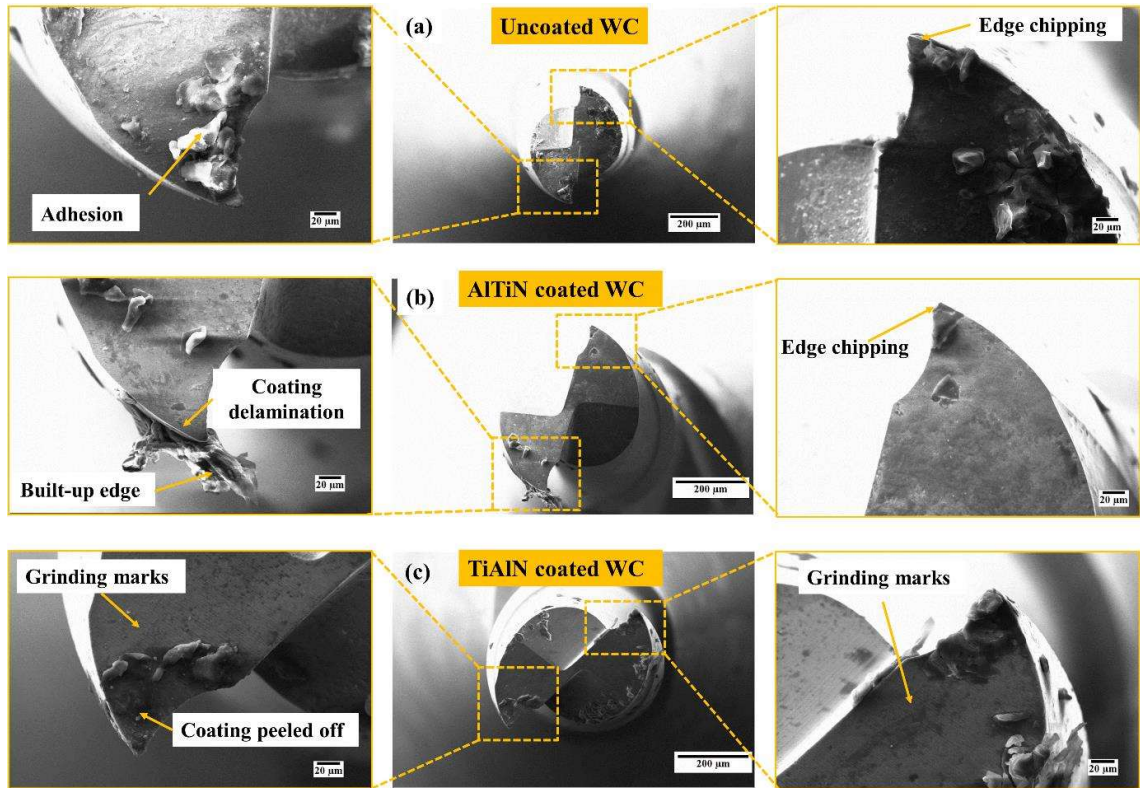 (a)
Uncoated WC
Edge chipping
Adhesion
20 µm
200 µm
20 µm
(b)
AlTiN coated WC
Edge chipping
Coating
delamination
Built-up edge
20 µm
200 µm
20 µm
(c)
TiAlN coated WC
Grinding marks
Grinding marks
Coating peeled off
20 µm
200 µm
20 µm